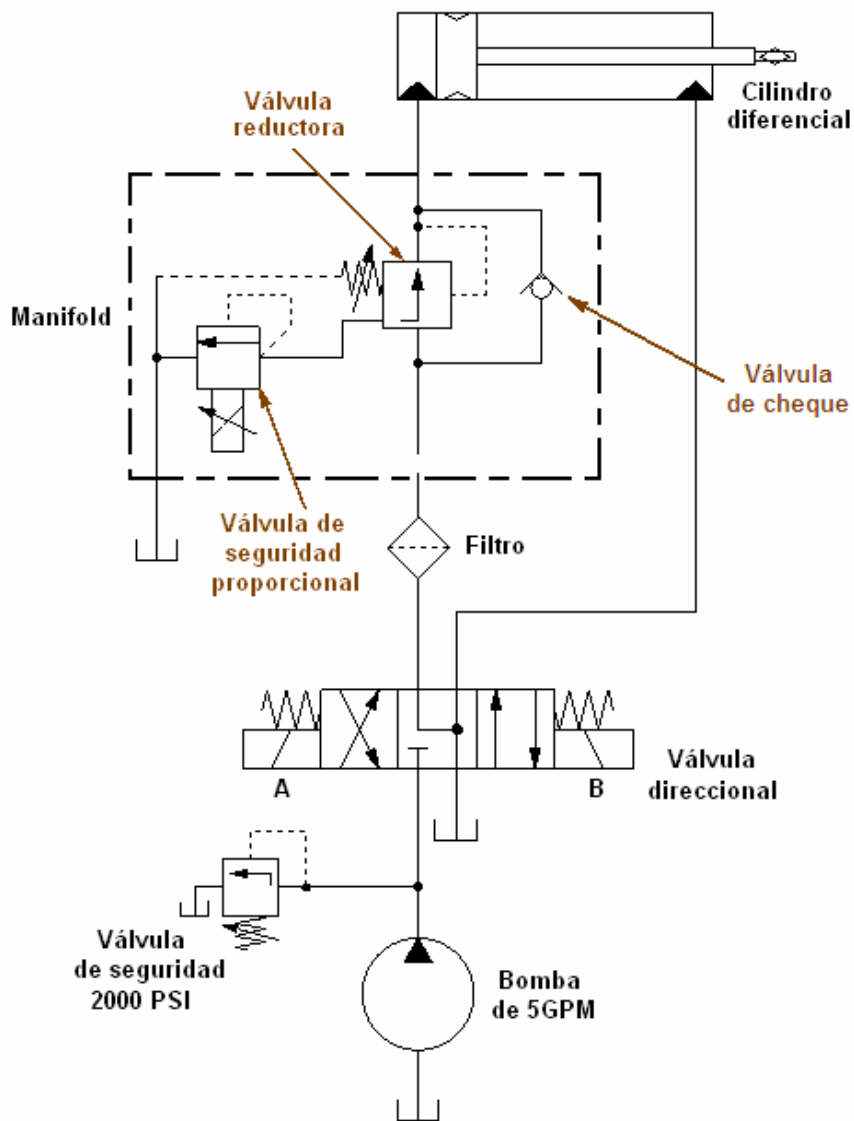 Cilindro
diferencial
Válvula
reductora
Manifold
Válvula
de cheque
Válvula de
seguridad
proporcional
Filtro
A
B
Válvula
direccional
Válvula
de seguridad
2000 PSI
Bomba
de 5GPM